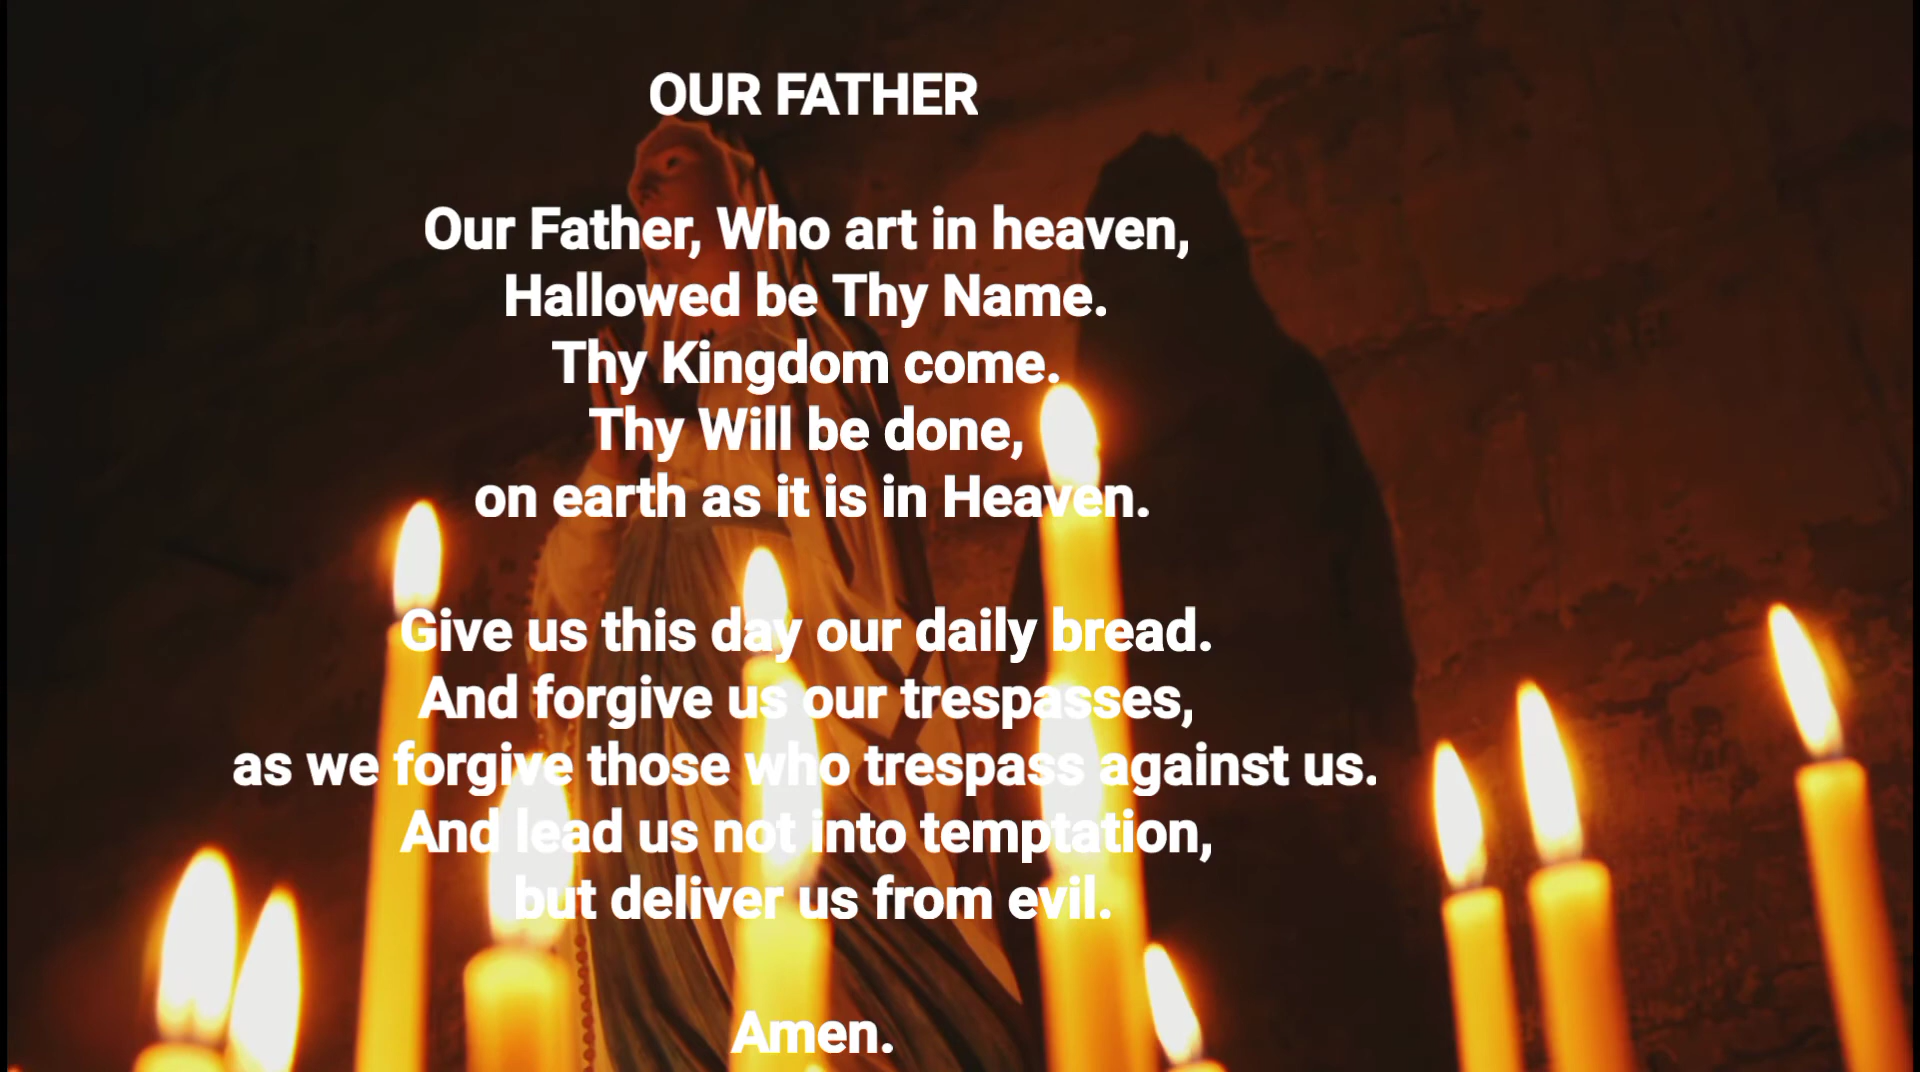 OUR FATHER
Our Father, Who art in heaven,
Hallowed be Thy Name.
Thy Kingdom come.
Thy Will be done,
on earth as it is in Heaven.
Give us this day our daily bread.
And forgive us our trespasses,
as we forgive those who trespass against us.
And lead us not into temptation,
but deliver us from evil.
Amen.